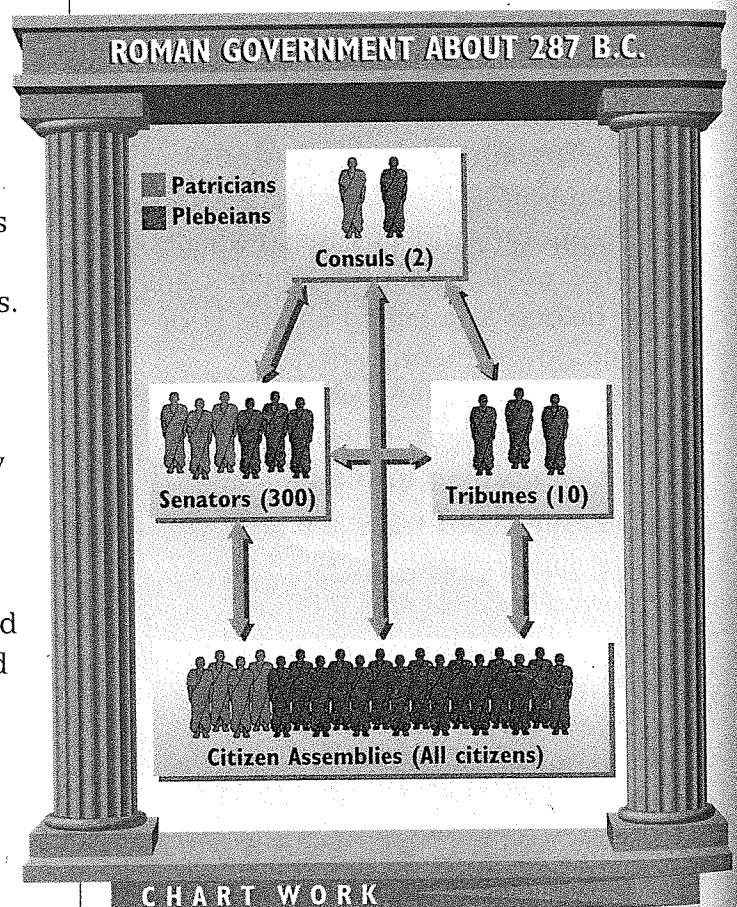 ROMAN GOVERNMENT ABOUT 287 B.C.
Patricians
Plebeians
Consuls (2)
Senators (300)
Tribunes (10)
Citizen Assemblies (All citizens)
CHART WORK